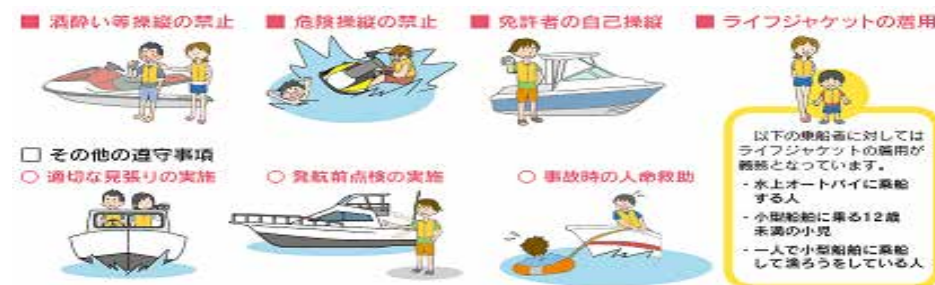 ■ 酒酔い等操縦の禁止
■ 危険操縦の禁止
■ 免許者の自己操縦
■ ライフジャケットの着用
以下の乗船者に対しては
ライフジャケットの着用が
義務となっています。
・水上オートバイに乗船
する人
・小型船舶に乗る12歳
未満の小児
・一人で小型船舶に乗船
して漁ろうをしている人
□ その他の遵守事項
○ 適切な見張りの実施
○ 発航前点検の実施
○ 事故時の人命救助